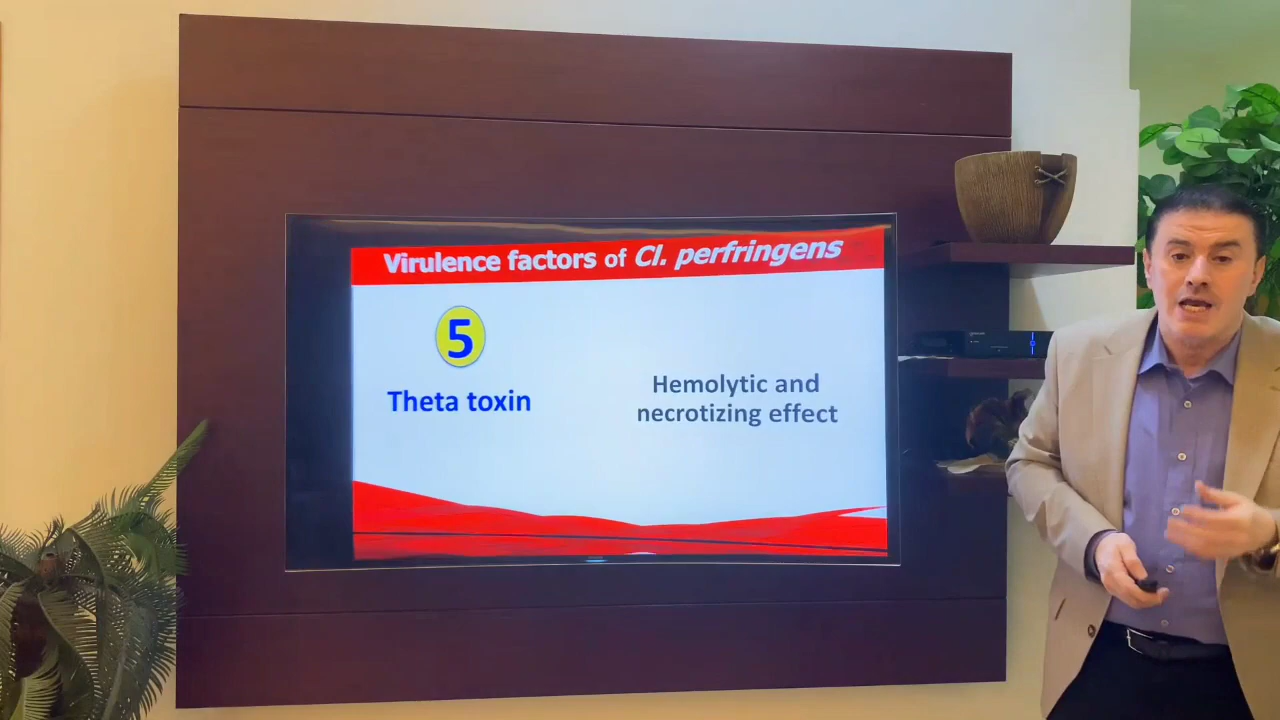 Virulence factors of Cl. perfringens
5
Theta toxin
Hemolytic and
necrotizing effect